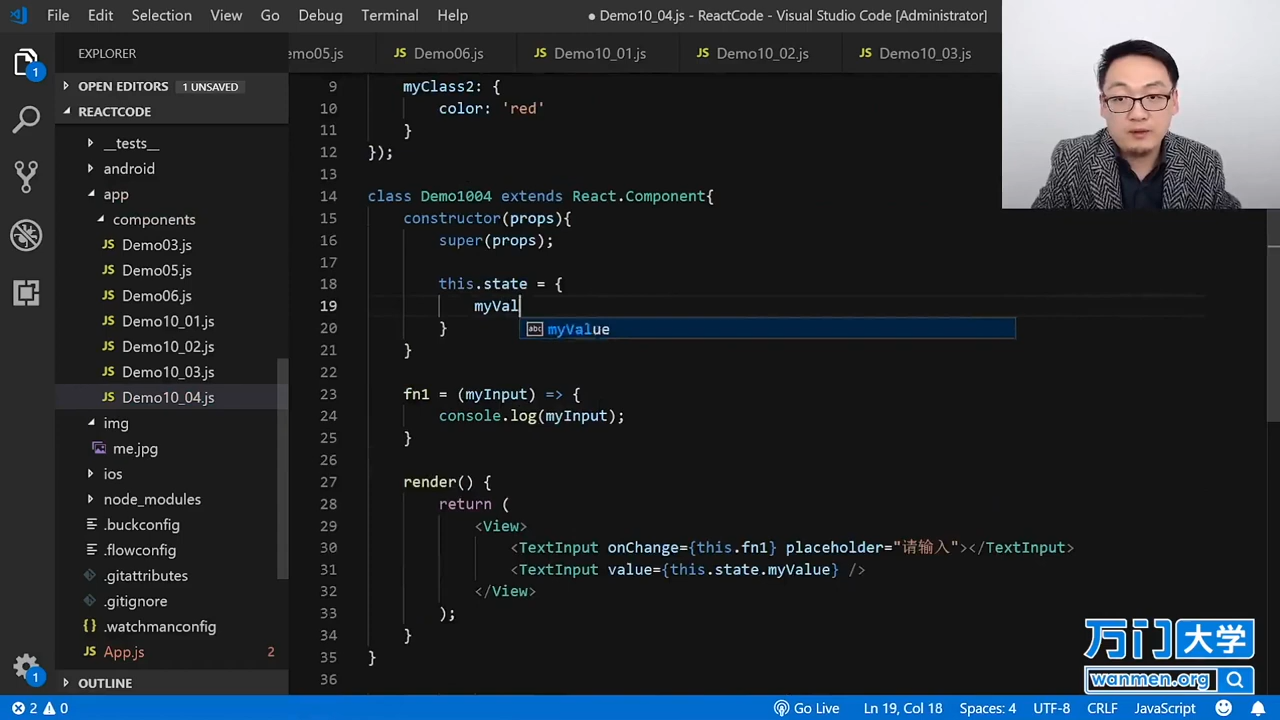 File Edit Selection View Go Debug Terminal Help
● Demo10_04.js - ReactCode - Visual Studio Code [Administrator]
EXPLORER
emo05.js
JS Demo06.js
JS Demo10_01.js
JS Demo10_02.js
JS Demo10_03.js
1
OPEN EDITORS 1 UNSAVED
REACTCODE
__tests__
android
app
components
JS Demo03.js
JS Demo05.js
JS Demo06.js
JS Demo10_01.js
JS Demo10_02.js
JS Demo10_03.js
JS Demo10_04.js
img
me.jpg
ios
node_modules
.buckconfig
.flowconfig
.gitattributes
.gitignore
{} .watchmanconfig
JS App.js 2
OUTLINE
1
9 myClass2: {
10 color: 'red'
11 }
12 });
13
14 class Demo1004 extends React.Component{
15 constructor(props){
16 super(props);
17
18 this.state = {
19 myVal
abc myValue
20 }
21 }
22
23 fn1 = (myInput) => {
24 console.log(myInput);
25 }
26
27 render() {
28 return (
29 <View>
30 <TextInput onChange={this.fn1} placeholder="请输入"></TextInput>
31 <TextInput value={this.state.myValue} />
32 </View>
33 );
34 }
35 }
36
万门大学
wanmen.org
2 0
Go Live Ln 19, Col 18 Spaces: 4 UTF-8 CRLF JavaScript